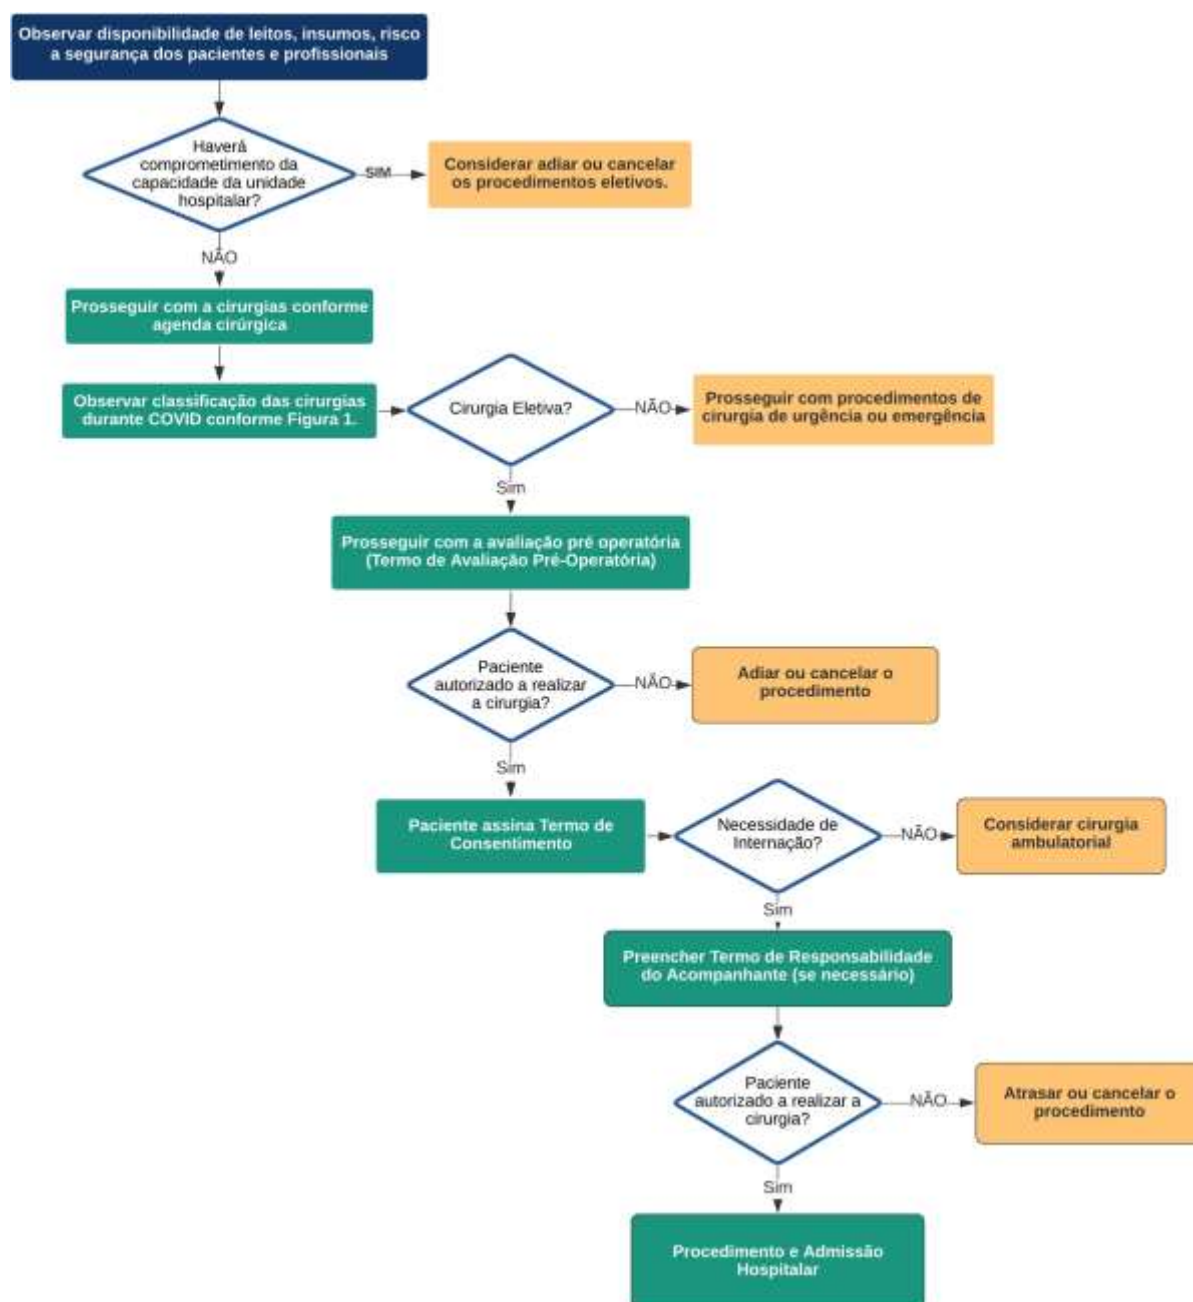 Observar disponibilidade de leitos, insumos, risco
a segurança dos pacientes e profissionais
Haverá
comprometimento da
capacidade da unidade
hospitalar?
SIM
Considerar adiar ou cancelar
os procedimentos eletivos.
NÃO
Prosseguir com a cirurgias conforme
agenda cirúrgica
Observar classificação das cirurgias
durante COVID conforme Figura 1.
Cirurgia Eletiva?
NÃO
Prosseguir com procedimentos de
cirurgia de urgência ou emergência
Sim
Prosseguir com a avaliação pré operatória
(Termo de Avaliação Pré-Operatória)
Paciente
autorizado a realizar
a cirurgia?
NÃO
Adiar ou cancelar o
procedimento
Sim
Paciente assina Termo de
Consentimento
Necessidade de
Internação?
NÃO
Considerar cirurgia
ambulatorial
Sim
Preencher Termo de Responsabilidade
do Acompanhante (se necessário)
Paciente
autorizado a realizar a
cirurgia?
NÃO
Atrasar ou cancelar o
procedimento
Sim
Procedimento e Admissão
Hospitalar